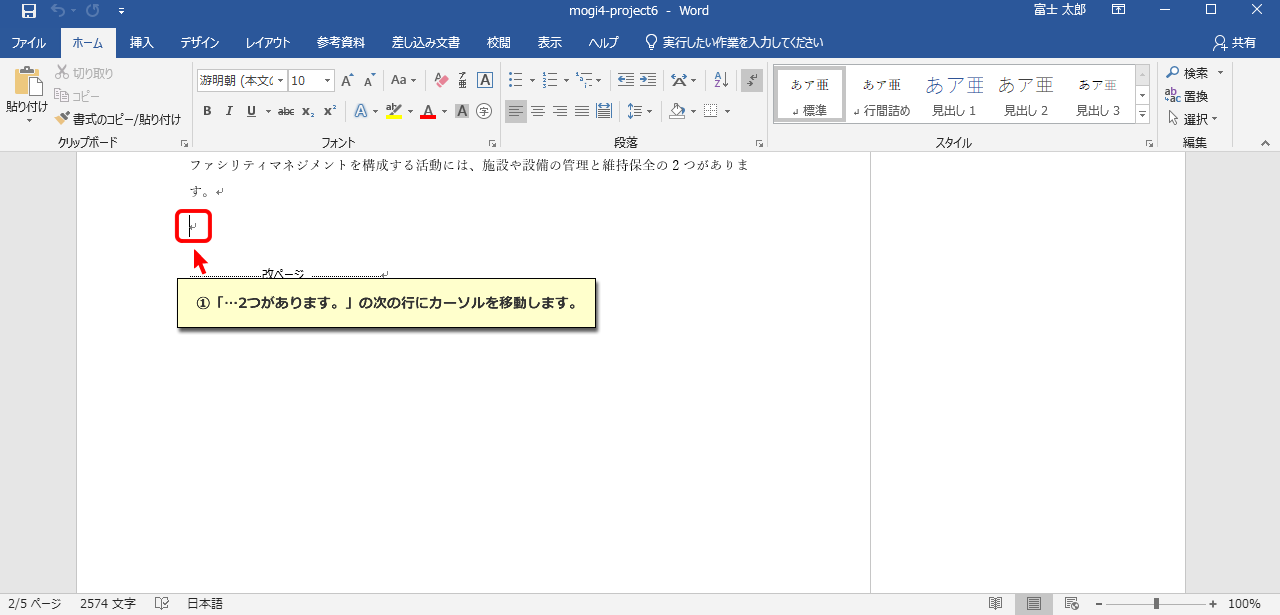 mogi4-project6 - Word
富士 太郎
ファイル ホーム 挿入 デザイン レイアウト 参考資料 差し込み文書 校閲 表示 ヘルプ 実行したい作業を入力してください 共有
貼り付け
切り取り
コピー
書式のコピー/貼り付け
クリップボード
游明朝 (本文の 10 A A Aa A
B I U abc x₂ x² A ab A A 字
フォント
段落
あア亜 あア亜 あア亜 あア亜 あア亜
標準 行間詰め 見出し 1 見出し 2 見出し 3
スタイル
検索
置換
選択
編集
ファシリティマネジメントを構成する活動には、施設や設備の管理と維持保全の 2 つがありま
す。
改ページ
①「…2つがあります。」の次の行にカーソルを移動します。
2/5 ページ 2574 文字 日本語 100%